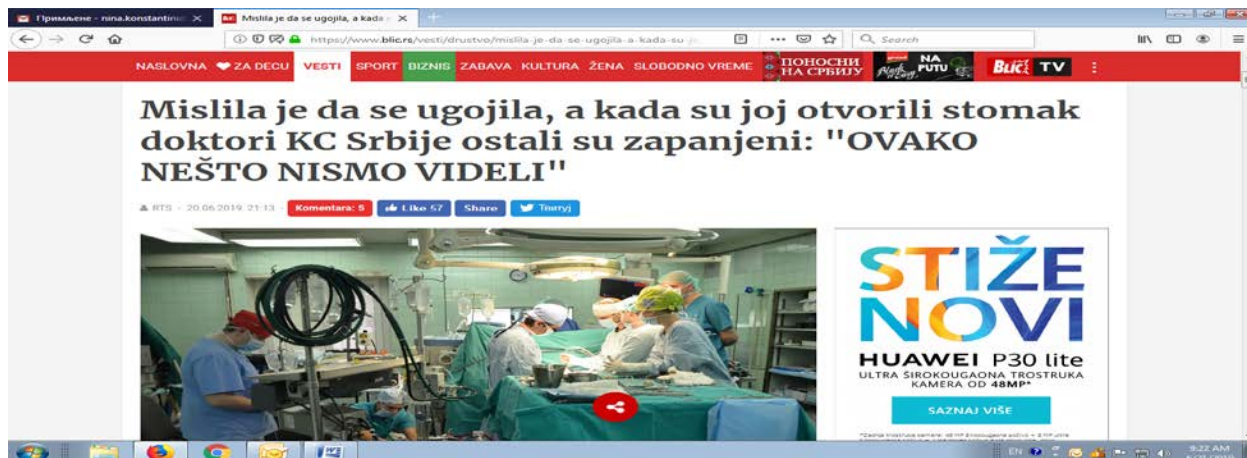 Примљене - nina.konstantinu
Mislila je da se ugojila, a kada s
https://www.blic.rs/vesti/drustvo/mislila-je-da-se-ugojila-a-kada-su-jo
Search
NASLOVNA ZA DECU VESTI SPORT BIZNIS ZABAVA KULTURA ŽENA SLOBODNO VREME ПОНОСНИ НА СРБИЈУ NA PUTU Blic TV
Mislila je da se ugojila, a kada su joj otvorili stomak
doktori KC Srbije ostali su zapanjeni: "OVAKO
NEŠTO NISMO VIDELI"
RTS - 20.06.2019. 21:13 Komentara: 5 Like 57 Share Твитуј
STIŽE
NOVI
HUAWEI P30 lite
ULTRA ŠIROKOUGAONA TROSTRUKA
KAMERA OD 48MP*
SAZNAJ VIŠE
EN
9:22 AM